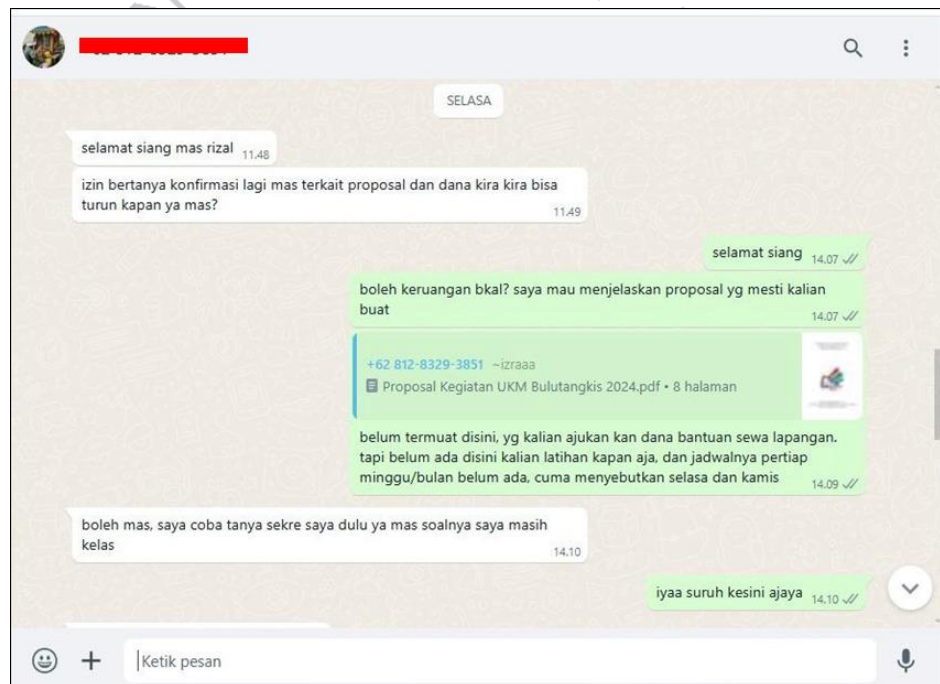 SELASA
selamat siang mas rizal 11.48
izin bertanya konfirmasi lagi mas terkait proposal dan dana kira kira bisa
turun kapan ya mas? 11.49
selamat siang 14.07
boleh keruangan bkal? saya mau menjelaskan proposal yg mesti kalian
buat 14.07
+62 812-8329-3851 ~izraaa
Proposal Kegiatan UKM Bulutangkis 2024.pdf • 8 halaman
belum termuat disini, yg kalian ajukan kan dana bantuan sewa lapangan.
tapi belum ada disini kalian latihan kapan aja, dan jadwalnya pertiap
minggu/bulan belum ada, cuma menyebutkan selasa dan kamis 14.09
boleh mas, saya coba tanya sekre saya dulu ya mas soalnya saya masih
kelas 14.10
iyaa suruh kesini ajaya 14.10
Ketik pesan